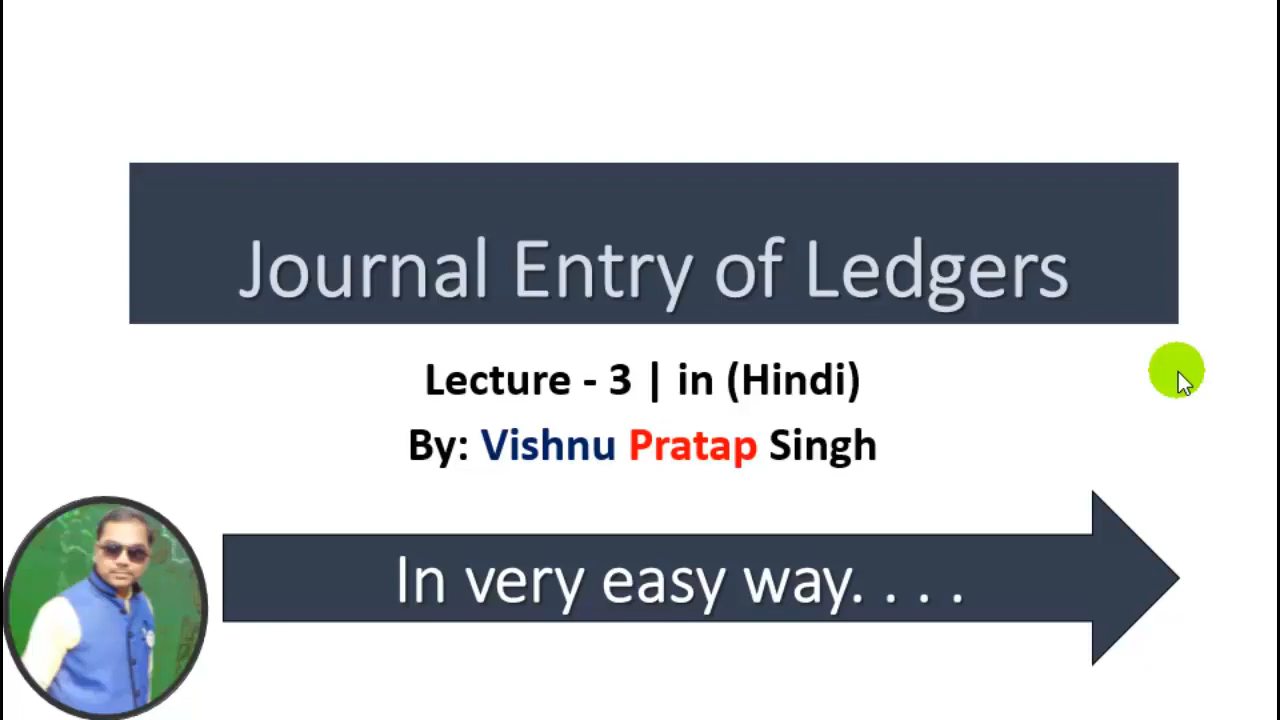 Journal Entry of Ledgers
Lecture - 3 | in (Hindi)
By: Vishnu Pratap Singh
In very easy way. . . .